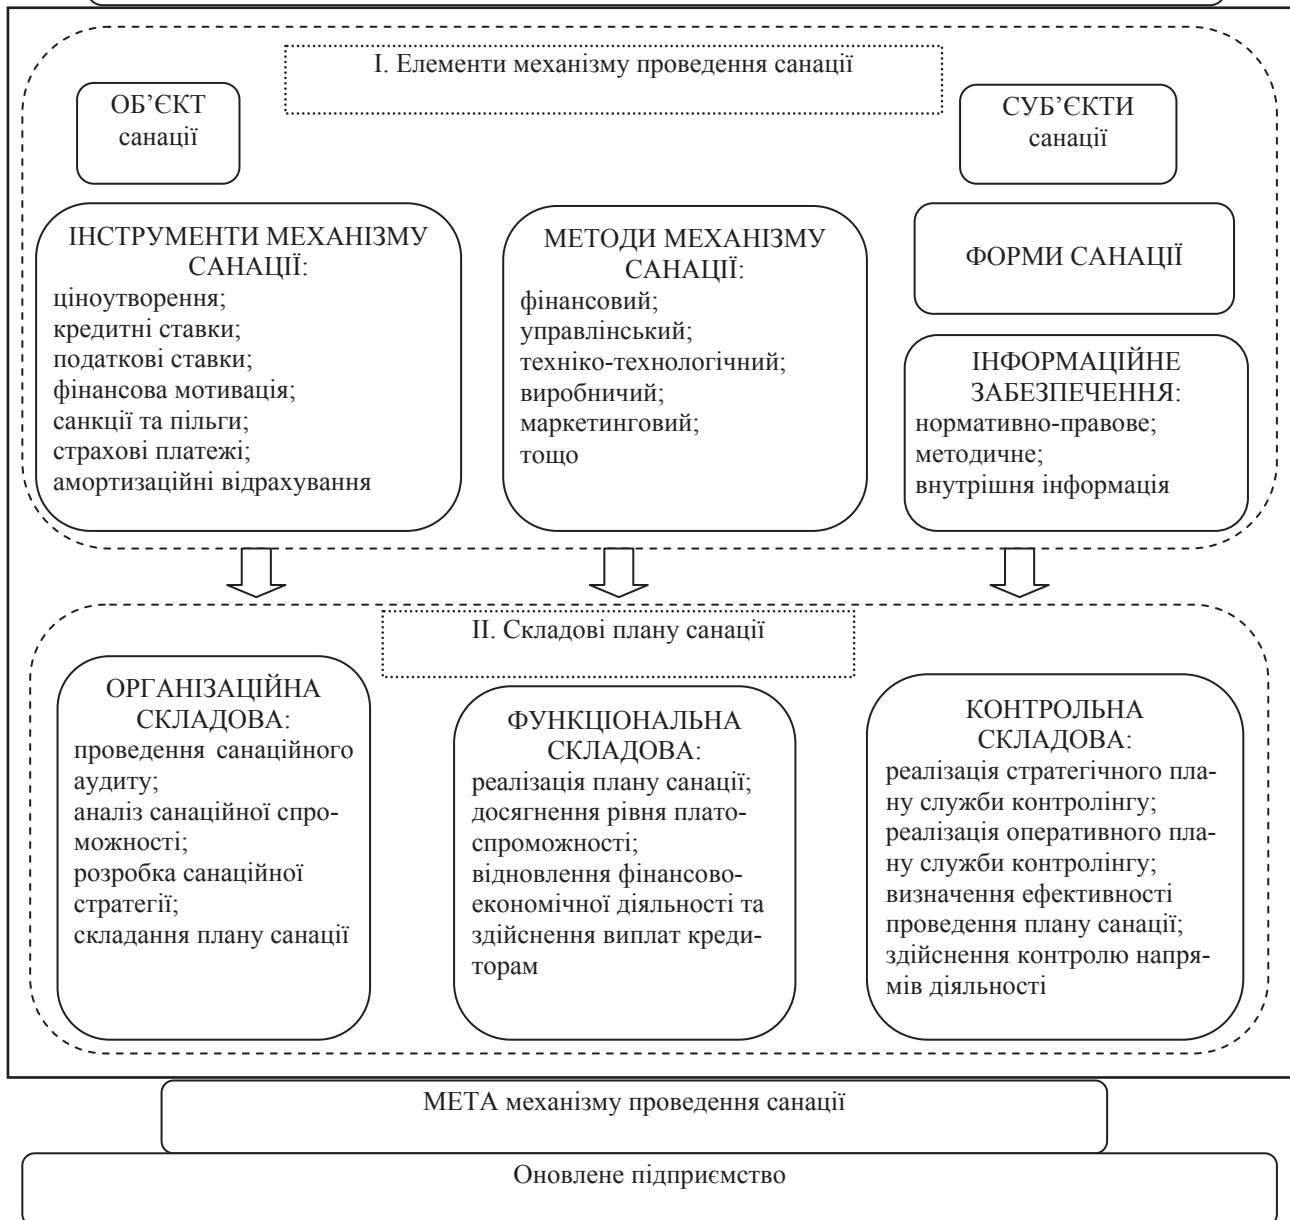 І. Елементи механізму проведення санації
ОБ’ЄКТ
санації
СУБ’ЄКТИ
санації
ІНСТРУМЕНТИ МЕХАНІЗМУ
САНАЦІЇ:
ціноутворення;
кредитні ставки;
податкові ставки;
фінансова мотивація;
санкції та пільги;
страхові платежі;
амортизаційні відрахування
МЕТОДИ МЕХАНІЗМУ
САНАЦІЇ:
фінансовий;
управлінський;
техніко-технологічний;
виробничий;
маркетинговий;
тощо
ФОРМИ САНАЦІЇ
ІНФОРМАЦІЙНЕ
ЗАБЕЗПЕЧЕННЯ:
нормативно-правове;
методичне;
внутрішня інформація
ІІ. Складові плану санації
ОРГАНІЗАЦІЙНА
СКЛАДОВА:
проведення санаційного
аудиту;
аналіз санаційної спро-
можності;
розробка санаційної
стратегії;
складання плану санації
ФУНКЦІОНАЛЬНА
СКЛАДОВА:
реалізація плану санації;
досягнення рівня плато-
спроможності;
відновлення фінансово-
економічної діяльності та
здійснення виплат креди-
торам
КОНТРОЛЬНА
СКЛАДОВА:
реалізація стратегічного пла-
ну служби контролінгу;
реалізація оперативного пла-
ну служби контролінгу;
визначення ефективності
проведення плану санації;
здійснення контролю напря-
мів діяльності
МЕТА механізму проведення санації
Оновлене підприємство